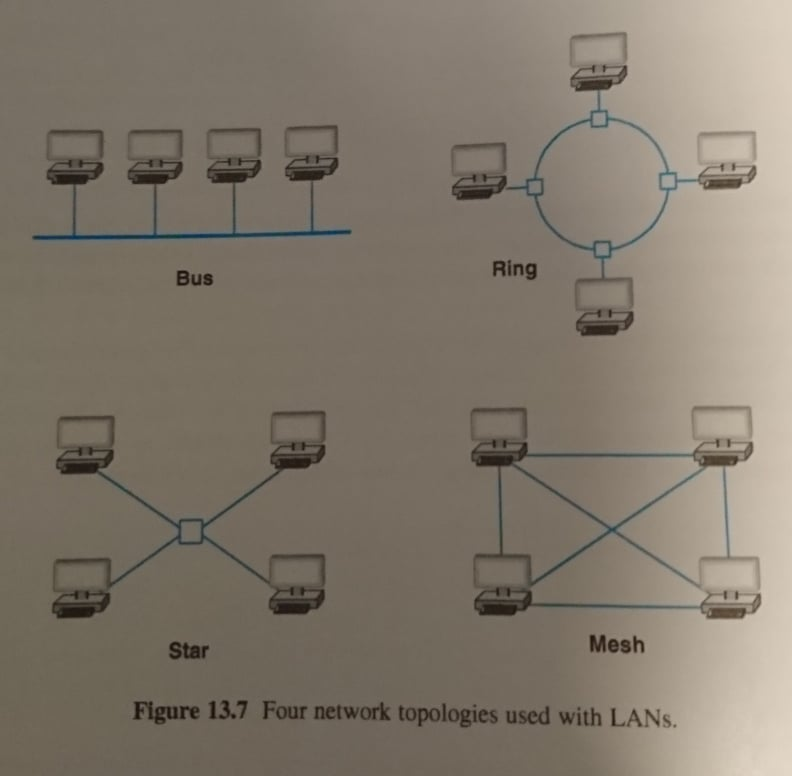 Bus
Ring
Star
Mesh
Figure 13.7 Four network topologies used with LANs.